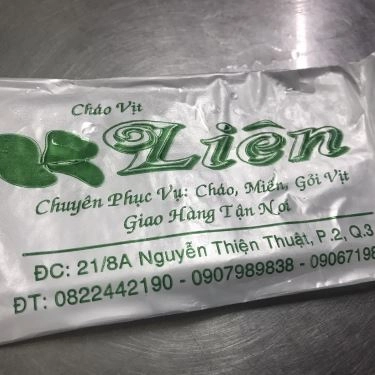 Cháo Vịt
Liên
Chuyên Phục Vụ: Cháo, Miến, Gỏi Vịt
Giao Hàng Tận Nơi
ĐC: 21/8A Nguyễn Thiện Thuật, P.2, Q.3
ĐT: 0822442190 - 0907989838 -